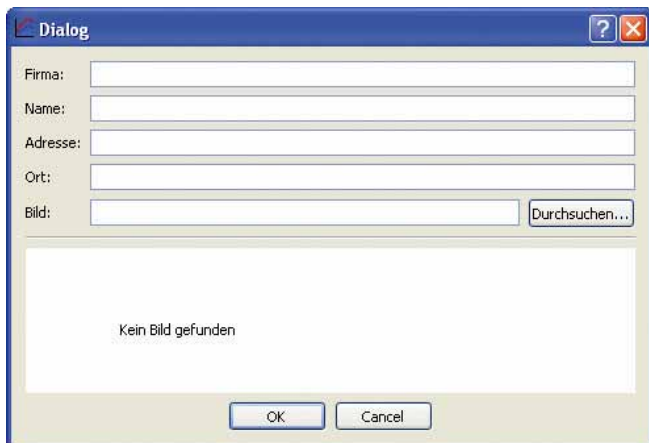 Dialog
Firma:
Name:
Adresse:
Ort:
Bild: Durchsuchen...
Kein Bild gefunden
OK Cancel